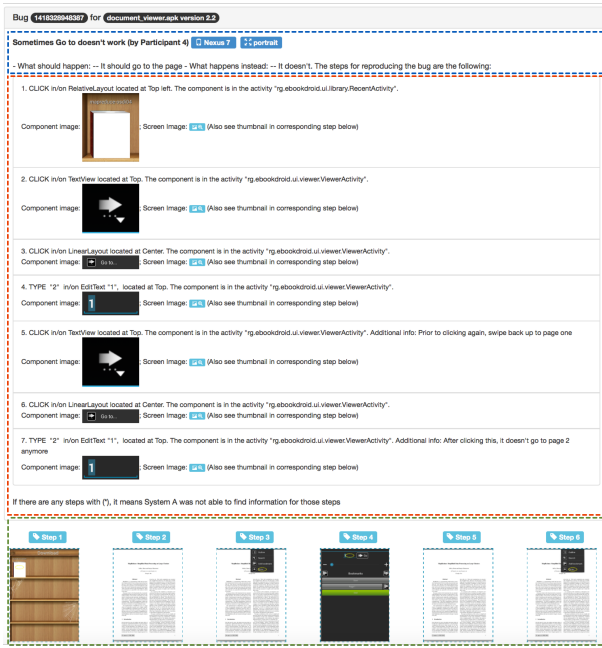 Bug 1418328948387 for document_viewer.apk version 2.2
Sometimes Go to doesn't work (by Participant 4) Nexus 7 portrait
- What should happen: -- It should go to the page - What happens instead: -- It doesn't. The steps for reproducing the bug are the following:
1. CLICK in/on RelativeLayout located at Top left. The component is in the activity "rg.ebookdroid.ui.library.RecentActivity".
Component image: ; Screen Image: (Also see thumbnail in corresponding step below)
2. CLICK in/on TextView located at Top. The component is in the activity "rg.ebookdroid.ui.viewer.ViewerActivity".
Component image: ; Screen Image: (Also see thumbnail in corresponding step below)
3. CLICK in/on LinearLayout located at Center. The component is in the activity "rg.ebookdroid.ui.viewer.ViewerActivity".
Component image: Go to... ; Screen Image: (Also see thumbnail in corresponding step below)
4. TYPE "2" in/on EditText "1", located at Top. The component is in the activity "rg.ebookdroid.ui.viewer.ViewerActivity".
Component image: 1 ; Screen Image: (Also see thumbnail in corresponding step below)
5. CLICK in/on TextView located at Top. The component is in the activity "rg.ebookdroid.ui.viewer.ViewerActivity". Additional info: Prior to clicking again, swipe back up to page one
Component image: ; Screen Image: (Also see thumbnail in corresponding step below)
6. CLICK in/on LinearLayout located at Center. The component is in the activity "rg.ebookdroid.ui.viewer.ViewerActivity".
Component image: Go to... ; Screen Image: (Also see thumbnail in corresponding step below)
7. TYPE "2" in/on EditText "1", located at Top. The component is in the activity "rg.ebookdroid.ui.viewer.ViewerActivity". Additional info: After clicking this, it doesn't go to page 2
anymore
Component image: 1 ; Screen Image: (Also see thumbnail in corresponding step below)
If there are any steps with (*), it means System A was not able to find information for those steps
Step 1 Step 2 Step 3 Step 4 Step 5 Step 6